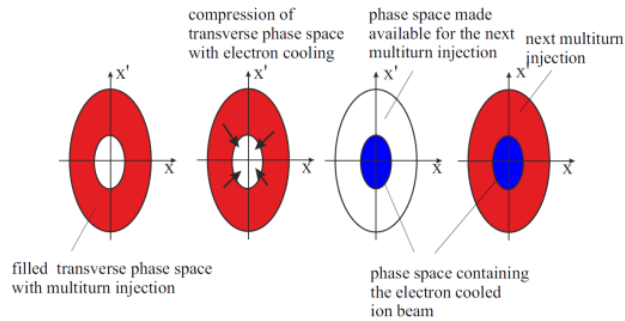 compression of
transverse phase space
with electron cooling
phase space made
available for the next
multiturn injection
next multiturn
injection
X'
X'
X'
X'
X
X
X
X
filled transverse phase space
with multiturn injection
phase space containing
the electron cooled
ion beam